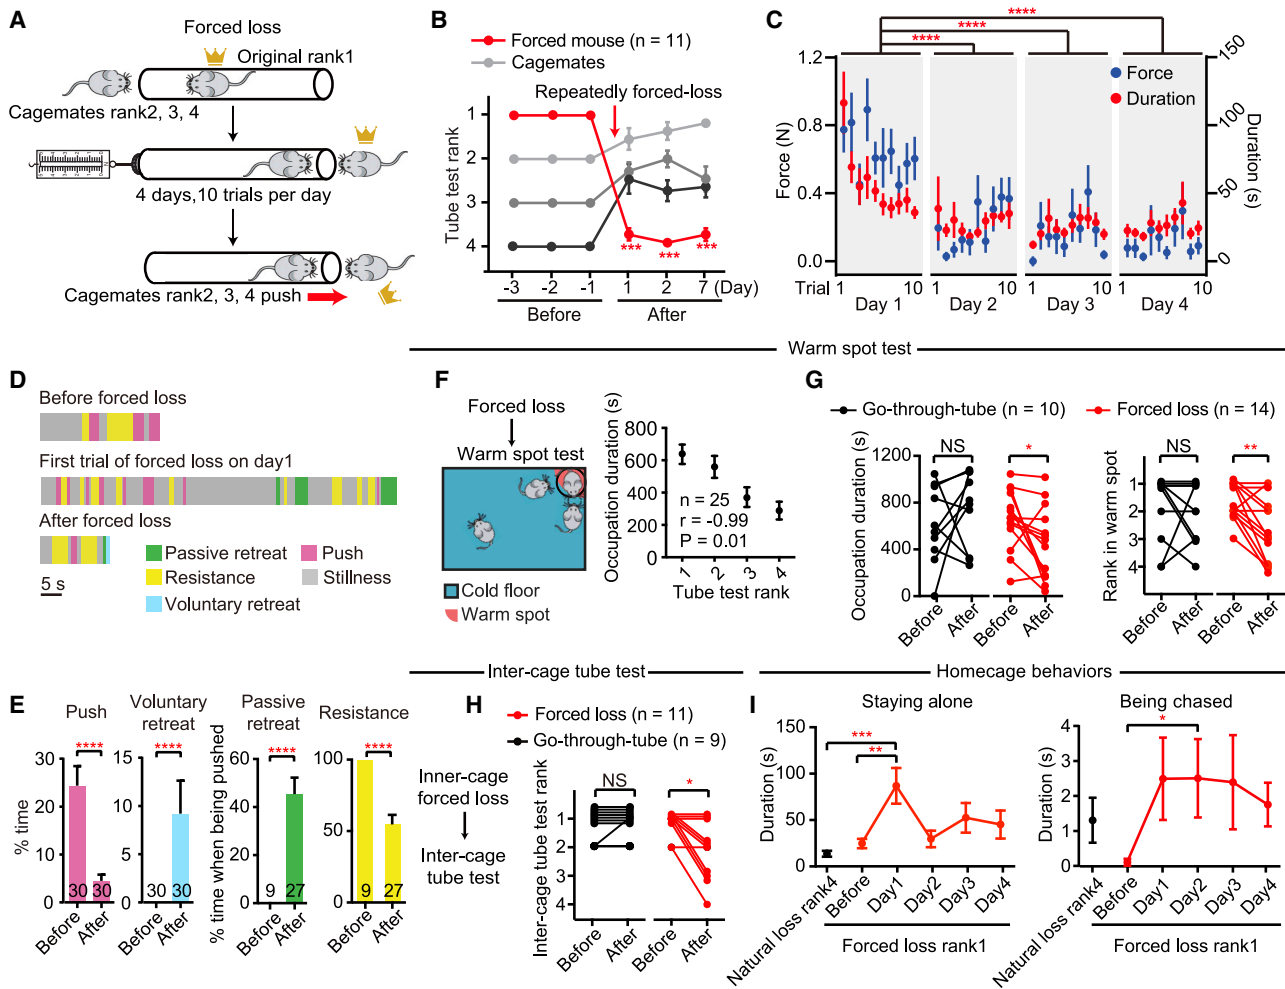 A
Forced loss
Original rank1
Cagemates rank2, 3, 4
4 days,10 trials per day
Cagemates rank2, 3, 4 push
B
Forced mouse (n = 11)
Cagemates
Repeatedly forced-loss
Tube test rank
1
2
3
4
***
***
***
-3
-2
-1
1
2
7
(Day)
Before
After
C
****
****
****
Force
Duration
Force (N)
1.2
0.8
0.4
0.0
Duration (s)
150
100
50
0
Trial
1
10
1
10
1
10
1
10
Day 1
Day 2
Day 3
Day 4
D
Before forced loss
First trial of forced loss on day1
After forced loss
5 s
Passive retreat
Push
Resistance
Stillness
Voluntary retreat
E
Push
% time
30
20
10
0
****
30
30
Before
After
Voluntary
retreat
15
10
5
0
****
30
30
Before
After
Passive
retreat
% time when being pushed
60
40
20
0
****
9
27
Before
After
Resistance
100
50
0
****
9
27
Before
After
Warm spot test
F
Forced loss
Warm spot test
Cold floor
Warm spot
Occupation duration (s)
800
600
400
200
0
n = 25
r = -0.99
P = 0.01
1
2
3
4
Tube test rank
G
Go-through-tube (n = 10)
Forced loss (n = 14)
Occupation duration (s)
1200
800
400
0
NS
*
Before
After
Before
After
Rank in warm spot
1
2
3
4
NS
**
Before
After
Before
After
Inter-cage tube test
H
Forced loss (n = 11)
Go-through-tube (n = 9)
Inner-cage
forced loss
Inter-cage
tube test
Inter-cage tube test rank
1
2
3
4
NS
*
Before
After
Before
After
Homecage behaviors
I
Staying alone
Duration (s)
150
100
50
0
***
**
Natural loss rank4
Before
Day1
Day2
Day3
Day4
Forced loss rank1
Being chased
Duration (s)
4
3
2
1
0
*
Natural loss rank4
Before
Day1
Day2
Day3
Day4
Forced loss rank1